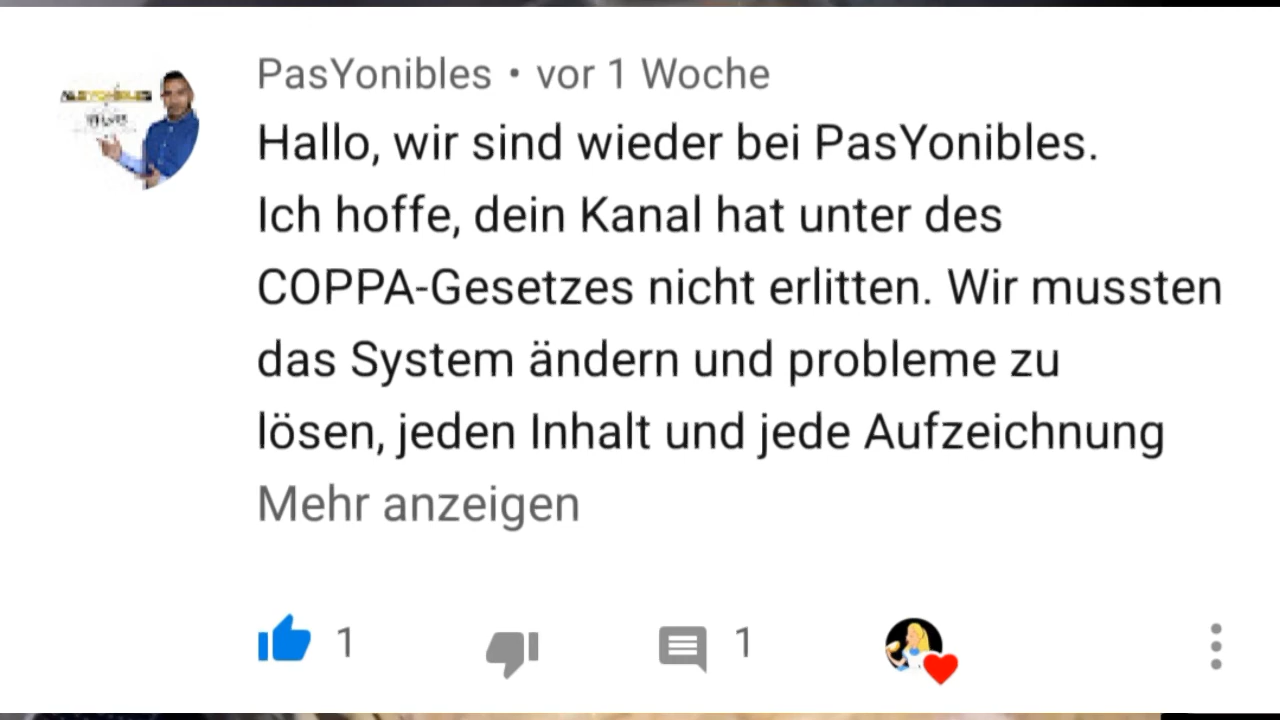 PasYonibles • vor 1 Woche
Hallo, wir sind wieder bei PasYonibles.
Ich hoffe, dein Kanal hat unter des
COPPA-Gesetzes nicht erlitten. Wir mussten
das System ändern und probleme zu
lösen, jeden Inhalt und jede Aufzeichnung
Mehr anzeigen
1
1